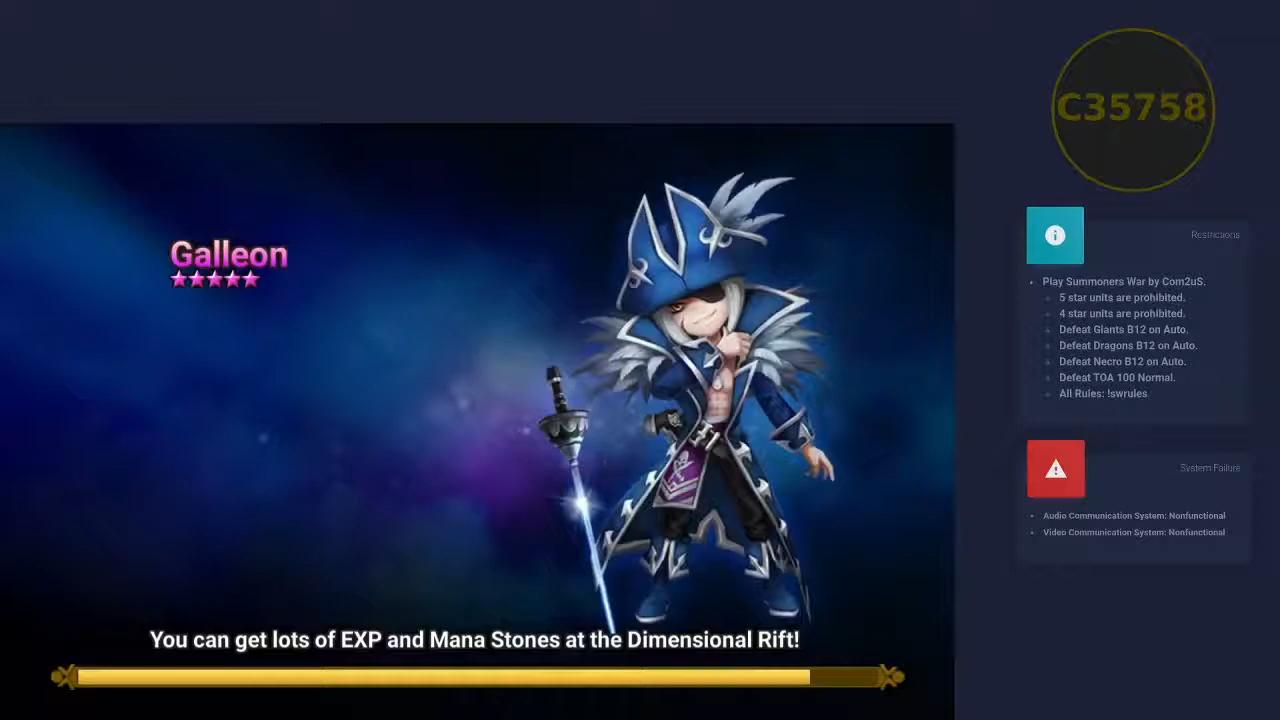 C35758
Galleon
Restrictions
Play Summoners War by Com2uS.
5 star units are prohibited.
4 star units are prohibited.
Defeat Giants B12 on Auto.
Defeat Dragons B12 on Auto.
Defeat Necro B12 on Auto.
Defeat TOA 100 Normal.
All Rules: !swrules
System Failure
Audio Communication System: Nonfunctional
Video Communication System: Nonfunctional
You can get lots of EXP and Mana Stones at the Dimensional Rift!